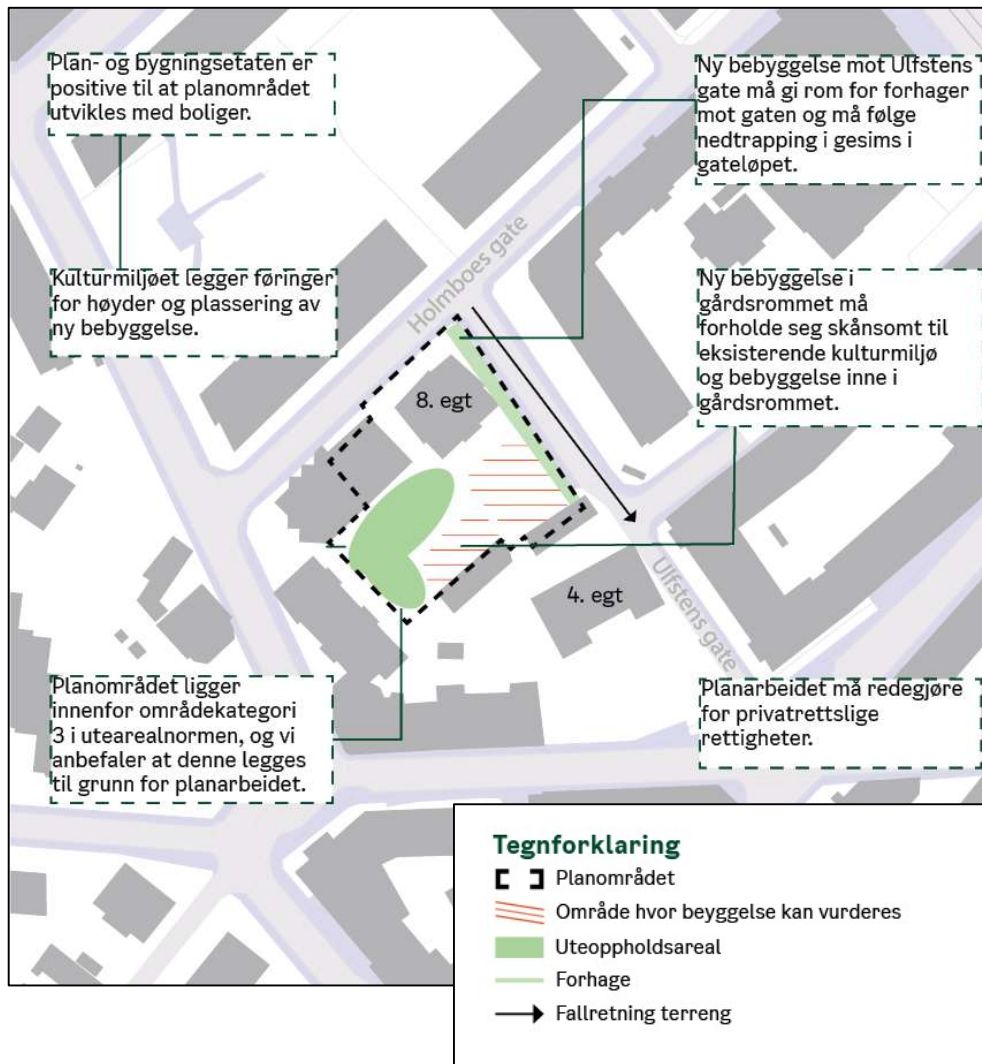 Plan- og bygningsetaten er
positive til at planområdet
utvikles med boliger.
Ny bebyggelse mot Ulfstens
gate må gi rom for forhager
mot gaten og må følge
nedtrapping i gesims i
gateløpet.
Kulturmiljøet legger føringer
for høyder og plassering av
ny bebyggelse.
Holmboes gate
Ny bebyggelse i
gårdsrommet må
forholde seg skånsomt til
eksisterende kulturmiljø
og bebyggelse inne i
gårdsrommet.
8. egt
4. egt
Ulfstens gate
Planområdet ligger
innenfor områdekategori
3 i utearealnormen, og vi
anbefaler at denne legges
til grunn for planarbeidet.
Planarbeidet må redegjøre
for privatrettslige
rettigheter.
Tegnforklaring
Planområdet
Område hvor beyggelse kan vurderes
Uteoppholdsareal
Forhage
Fallretning terreng